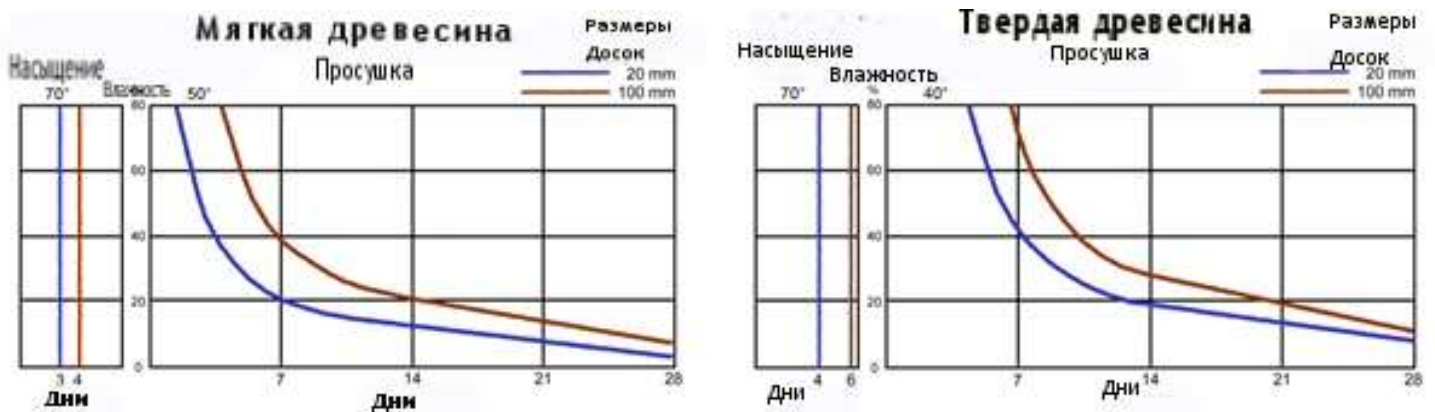 Мягкая древесина
Размеры
Досок
Насыщение
Просушка
20 mm
100 mm
70°
Влажность
50°
80
60
40
20
0
3 4
7
14
21
28
Дни
Дни
Твердая древесина
Размеры
Досок
Насыщение
Просушка
Влажность
20 mm
100 mm
70°
%
40°
80
60
40
20
0
4 6
7
14
21
28
Дни
Дни